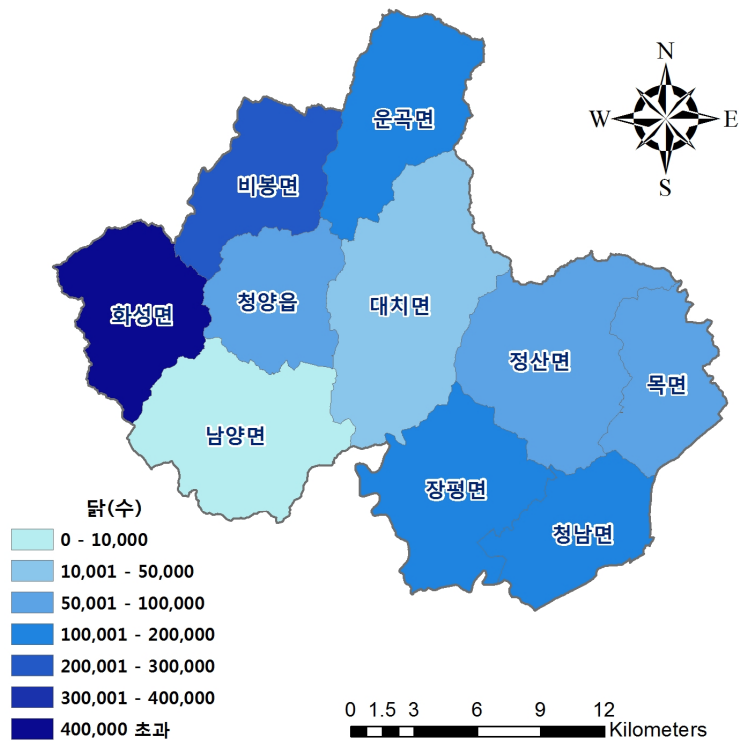 N
W E
S
운곡면
비봉면
청양읍
대치면
화성면
정산면
목면
남양면
장평면
청남면
닭(수)
0 - 10,000
10,001 - 50,000
50,001 - 100,000
100,001 - 200,000
200,001 - 300,000
300,001 - 400,000
400,000 초과
0 1.5 3 6 9 12
Kilometers